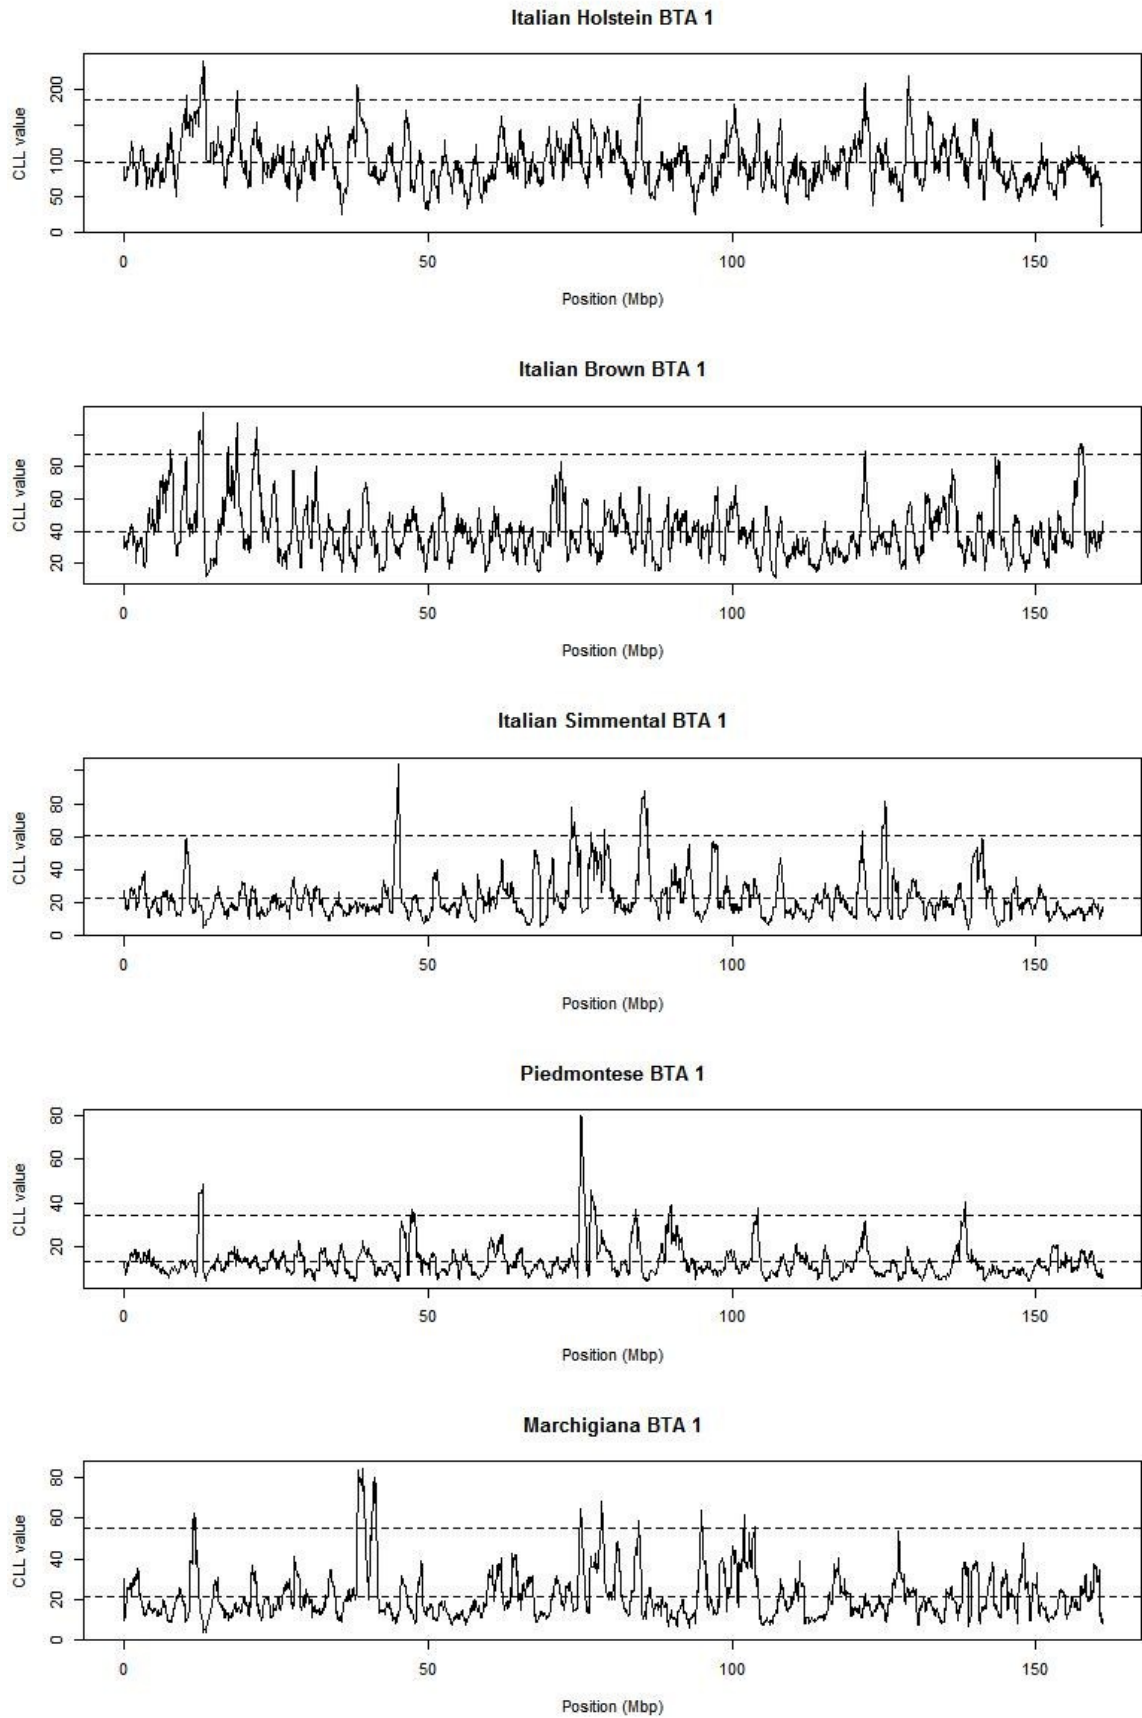 Italian Holstein BTA 1
CLL value
0 50 100 200
0 50 100 150
Position (Mbp)
Italian Brown BTA 1
CLL value
20 40 60 80
0 50 100 150
Position (Mbp)
Italian Simmental BTA 1
CLL value
0 20 40 60 80
0 50 100 150
Position (Mbp)
Piedmontese BTA 1
CLL value
20 40 60 80
0 50 100 150
Position (Mbp)
Marchigiana BTA 1
CLL value
0 20 40 60 80
0 50 100 150
Position (Mbp)